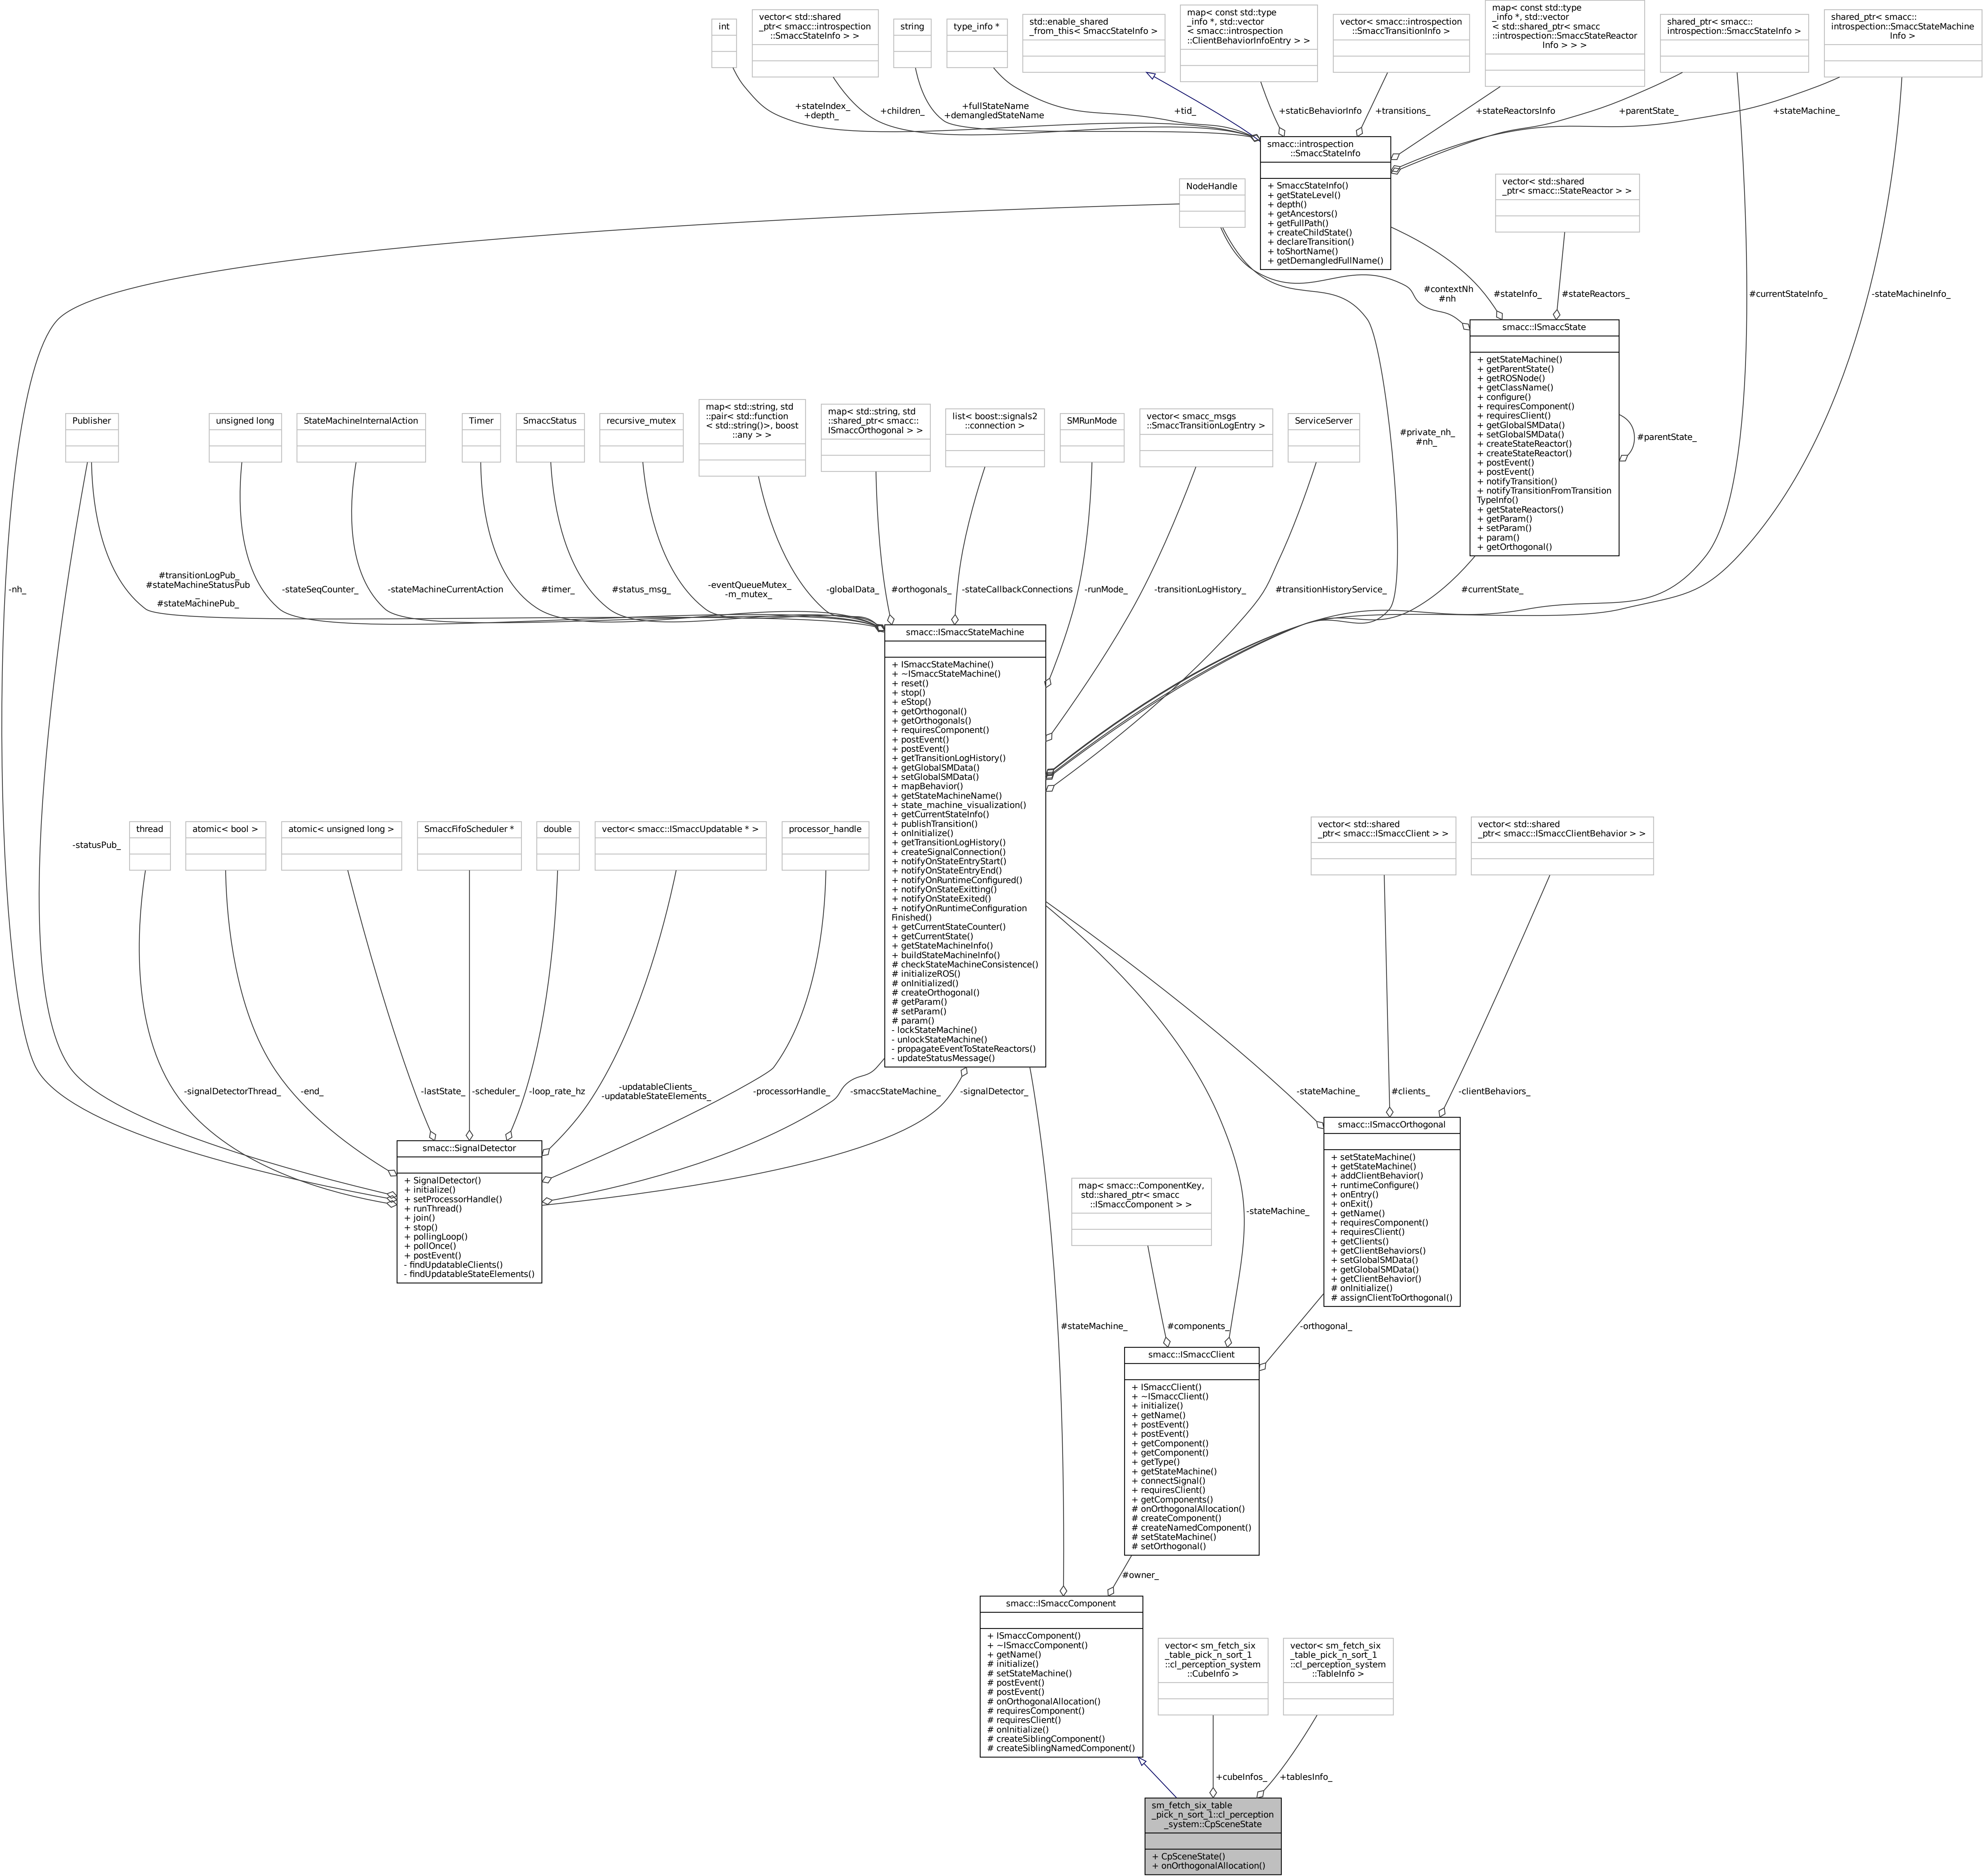 int
vector< std::shared
_ptr< smacc::introspection
::SmaccStateInfo > >
string
type_info *
std::enable_shared
_from_this< SmaccStateInfo >
map< const std::type
_info *, std::vector
< smacc::introspection
::ClientBehaviorInfoEntry > >
vector< smacc::introspection
::SmaccTransitionInfo >
map< const std::type
_info *, std::vector
< std::shared_ptr< smacc
::introspection::SmaccStateReactor
Info > > >
shared_ptr< smacc::
introspection::SmaccStateInfo >
shared_ptr< smacc::
introspection::SmaccStateMachine
Info >
+stateIndex_
+depth_
+children_
+fullStateName
+demangledStateName
+tid_
+staticBehaviorInfo
+transitions_
+stateReactorsInfo
+parentState_
+stateMachine_
smacc::introspection
::SmaccStateInfo
+ SmaccStateInfo()
+ getStateLevel()
+ depth()
+ getAncestors()
+ getFullPath()
+ createChildState()
+ declareTransition()
+ toShortName()
+ getDemangledFullName()
NodeHandle
vector< std::shared
_ptr< smacc::StateReactor > >
#contextNh
#nh
#stateInfo_
#stateReactors_
#currentStateInfo_
-stateMachineInfo_
smacc::ISmaccState
+ getStateMachine()
+ getParentState()
+ getROSNode()
+ getClassName()
+ configure()
+ requiresComponent()
+ requiresClient()
+ getGlobalSMData()
+ setGlobalSMData()
+ createStateReactor()
+ createStateReactor()
+ postEvent()
+ postEvent()
+ notifyTransition()
+ notifyTransitionFromTransition
TypeInfo()
+ getStateReactors()
+ getParam()
+ setParam()
+ param()
+ getOrthogonal()
#parentState_
Publisher
unsigned long
StateMachineInternalAction
Timer
SmaccStatus
recursive_mutex
map< std::string, std
::pair< std::function
< std::string()>, boost
::any > >
map< std::string, std
::shared_ptr< smacc::
ISmaccOrthogonal > >
list< boost::signals2
::connection >
SMRunMode
vector< smacc_msgs
::SmaccTransitionLogEntry >
ServiceServer
#private_nh_
#nh_
-nh_
#transitionLogPub_
#stateMachineStatusPub
_
#stateMachinePub_
-stateSeqCounter_
-stateMachineCurrentAction
#timer_
#status_msg_
-eventQueueMutex_
-m_mutex_
-globalData_
#orthogonals_
-stateCallbackConnections
-runMode_
-transitionLogHistory_
#transitionHistoryService_
#currentState_
smacc::ISmaccStateMachine
+ ISmaccStateMachine()
+ ~ISmaccStateMachine()
+ reset()
+ stop()
+ eStop()
+ getOrthogonal()
+ getOrthogonals()
+ requiresComponent()
+ postEvent()
+ postEvent()
+ getTransitionLogHistory()
+ getGlobalSMData()
+ setGlobalSMData()
+ mapBehavior()
+ getStateMachineName()
+ state_machine_visualization()
+ getCurrentStateInfo()
+ publishTransition()
+ onInitialize()
+ getTransitionLogHistory()
+ createSignalConnection()
+ notifyOnStateEntryStart()
+ notifyOnStateEntryEnd()
+ notifyOnRuntimeConfigured()
+ notifyOnStateExitting()
+ notifyOnStateExited()
+ notifyOnRuntimeConfiguration
Finished()
+ getCurrentStateCounter()
+ getCurrentState()
+ getStateMachineInfo()
+ buildStateMachineInfo()
# checkStateMachineConsistence()
# initializeROS()
# onInitialized()
# createOrthogonal()
# getParam()
# setParam()
# param()
- lockStateMachine()
- unlockStateMachine()
- propagateEventToStateReactors()
- updateStatusMessage()
-statusPub_
thread
atomic< bool >
atomic< unsigned long >
SmaccFifoScheduler *
double
vector< smacc::ISmaccUpdatable * >
processor_handle
vector< std::shared
_ptr< smacc::ISmaccClient > >
vector< std::shared
_ptr< smacc::ISmaccClientBehavior > >
-signalDetectorThread_
-end_
-lastState_
-scheduler_
-loop_rate_hz
-updatableClients_
-updatableStateElements_
-processorHandle_
-smaccStateMachine_
-signalDetector_
-stateMachine_
#clients_
-clientBehaviors_
smacc::SignalDetector
+ SignalDetector()
+ initialize()
+ setProcessorHandle()
+ runThread()
+ join()
+ stop()
+ pollingLoop()
+ pollOnce()
+ postEvent()
- findUpdatableClients()
- findUpdatableStateElements()
smacc::ISmaccOrthogonal
+ setStateMachine()
+ getStateMachine()
+ addClientBehavior()
+ runtimeConfigure()
+ onEntry()
+ onExit()
+ getName()
+ requiresComponent()
+ requiresClient()
+ getClients()
+ getClientBehaviors()
+ setGlobalSMData()
+ getGlobalSMData()
+ getClientBehavior()
# onInitialize()
# assignClientToOrthogonal()
map< smacc::ComponentKey,
std::shared_ptr< smacc
::ISmaccComponent > >
-stateMachine_
#stateMachine_
#components_
-orthogonal_
smacc::ISmaccClient
+ ISmaccClient()
+ ~ISmaccClient()
+ initialize()
+ getName()
+ postEvent()
+ postEvent()
+ getComponent()
+ getComponent()
+ getType()
+ getStateMachine()
+ connectSignal()
+ requiresClient()
+ getComponents()
# onOrthogonalAllocation()
# createComponent()
# createNamedComponent()
# setStateMachine()
# setOrthogonal()
#owner_
smacc::ISmaccComponent
+ ISmaccComponent()
+ ~ISmaccComponent()
+ getName()
# initialize()
# setStateMachine()
# postEvent()
# postEvent()
# onOrthogonalAllocation()
# requiresComponent()
# requiresClient()
# onInitialize()
# createSiblingComponent()
# createSiblingNamedComponent()
vector< sm_fetch_six
_table_pick_n_sort_1
::cl_perception_system
::CubeInfo >
vector< sm_fetch_six
_table_pick_n_sort_1
::cl_perception_system
::TableInfo >
+cubeInfos_
+tablesInfo_
sm_fetch_six_table
_pick_n_sort_1::cl_perception
_system::CpSceneState
+ CpSceneState()
+ onOrthogonalAllocation()